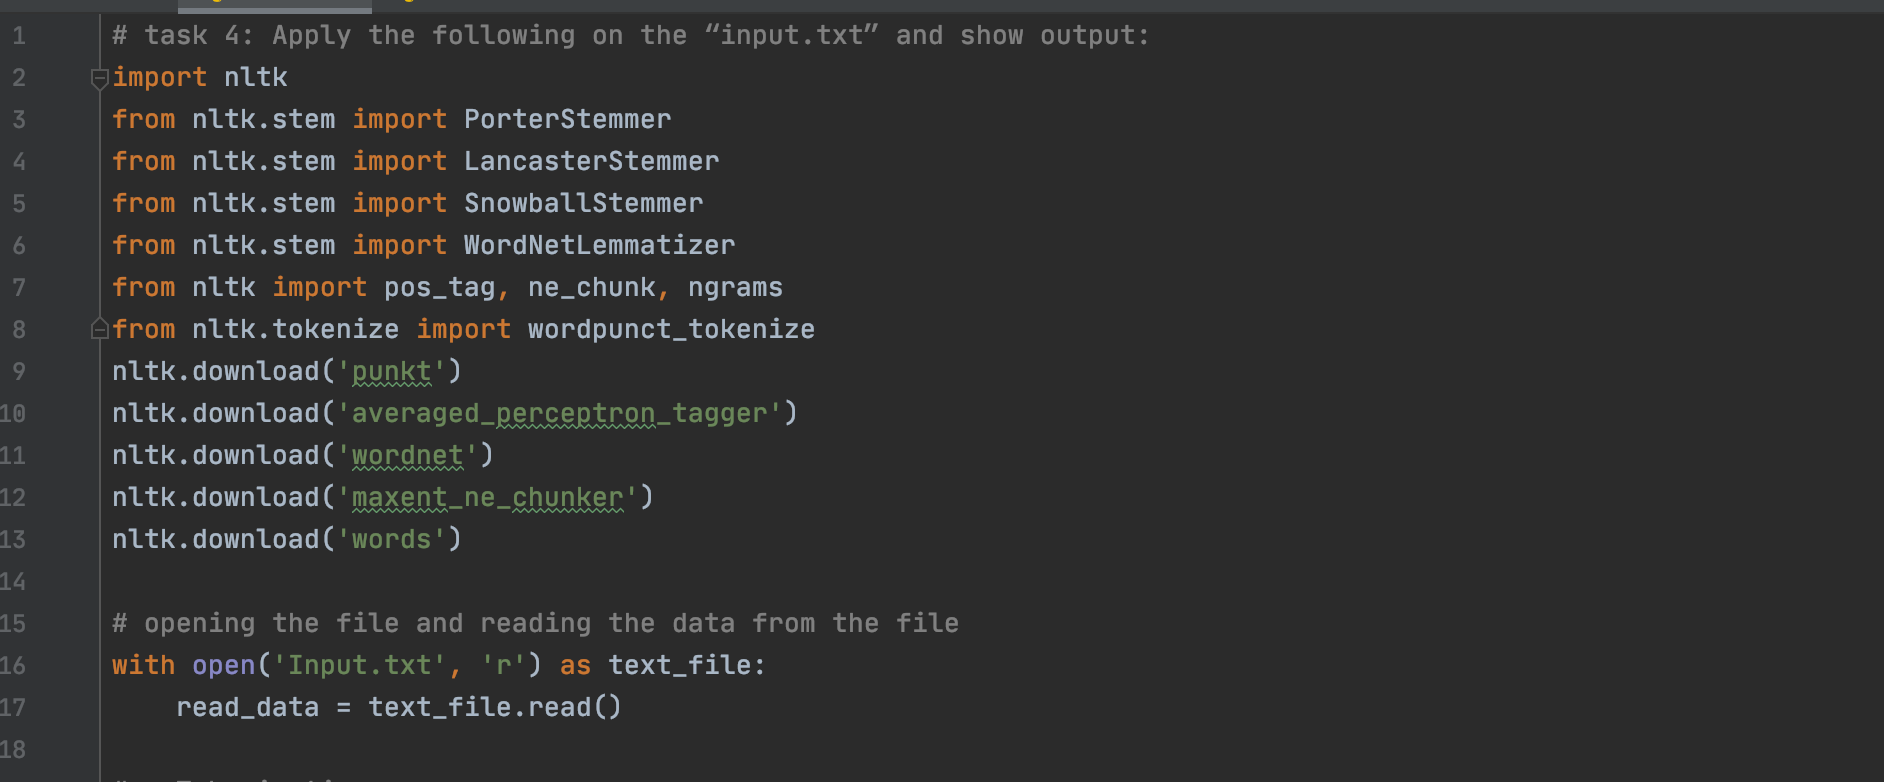 1 # task 4: Apply the following on the “input.txt” and show output:
2 import nltk
3 from nltk.stem import PorterStemmer
4 from nltk.stem import LancasterStemmer
5 from nltk.stem import SnowballStemmer
6 from nltk.stem import WordNetLemmatizer
7 from nltk import pos_tag, ne_chunk, ngrams
8 from nltk.tokenize import wordpunct_tokenize
9 nltk.download('punkt')
10 nltk.download('averaged_perceptron_tagger')
11 nltk.download('wordnet')
12 nltk.download('maxent_ne_chunker')
13 nltk.download('words')
14
15 # opening the file and reading the data from the file
16 with open('Input.txt', 'r') as text_file:
17     read_data = text_file.read()
18